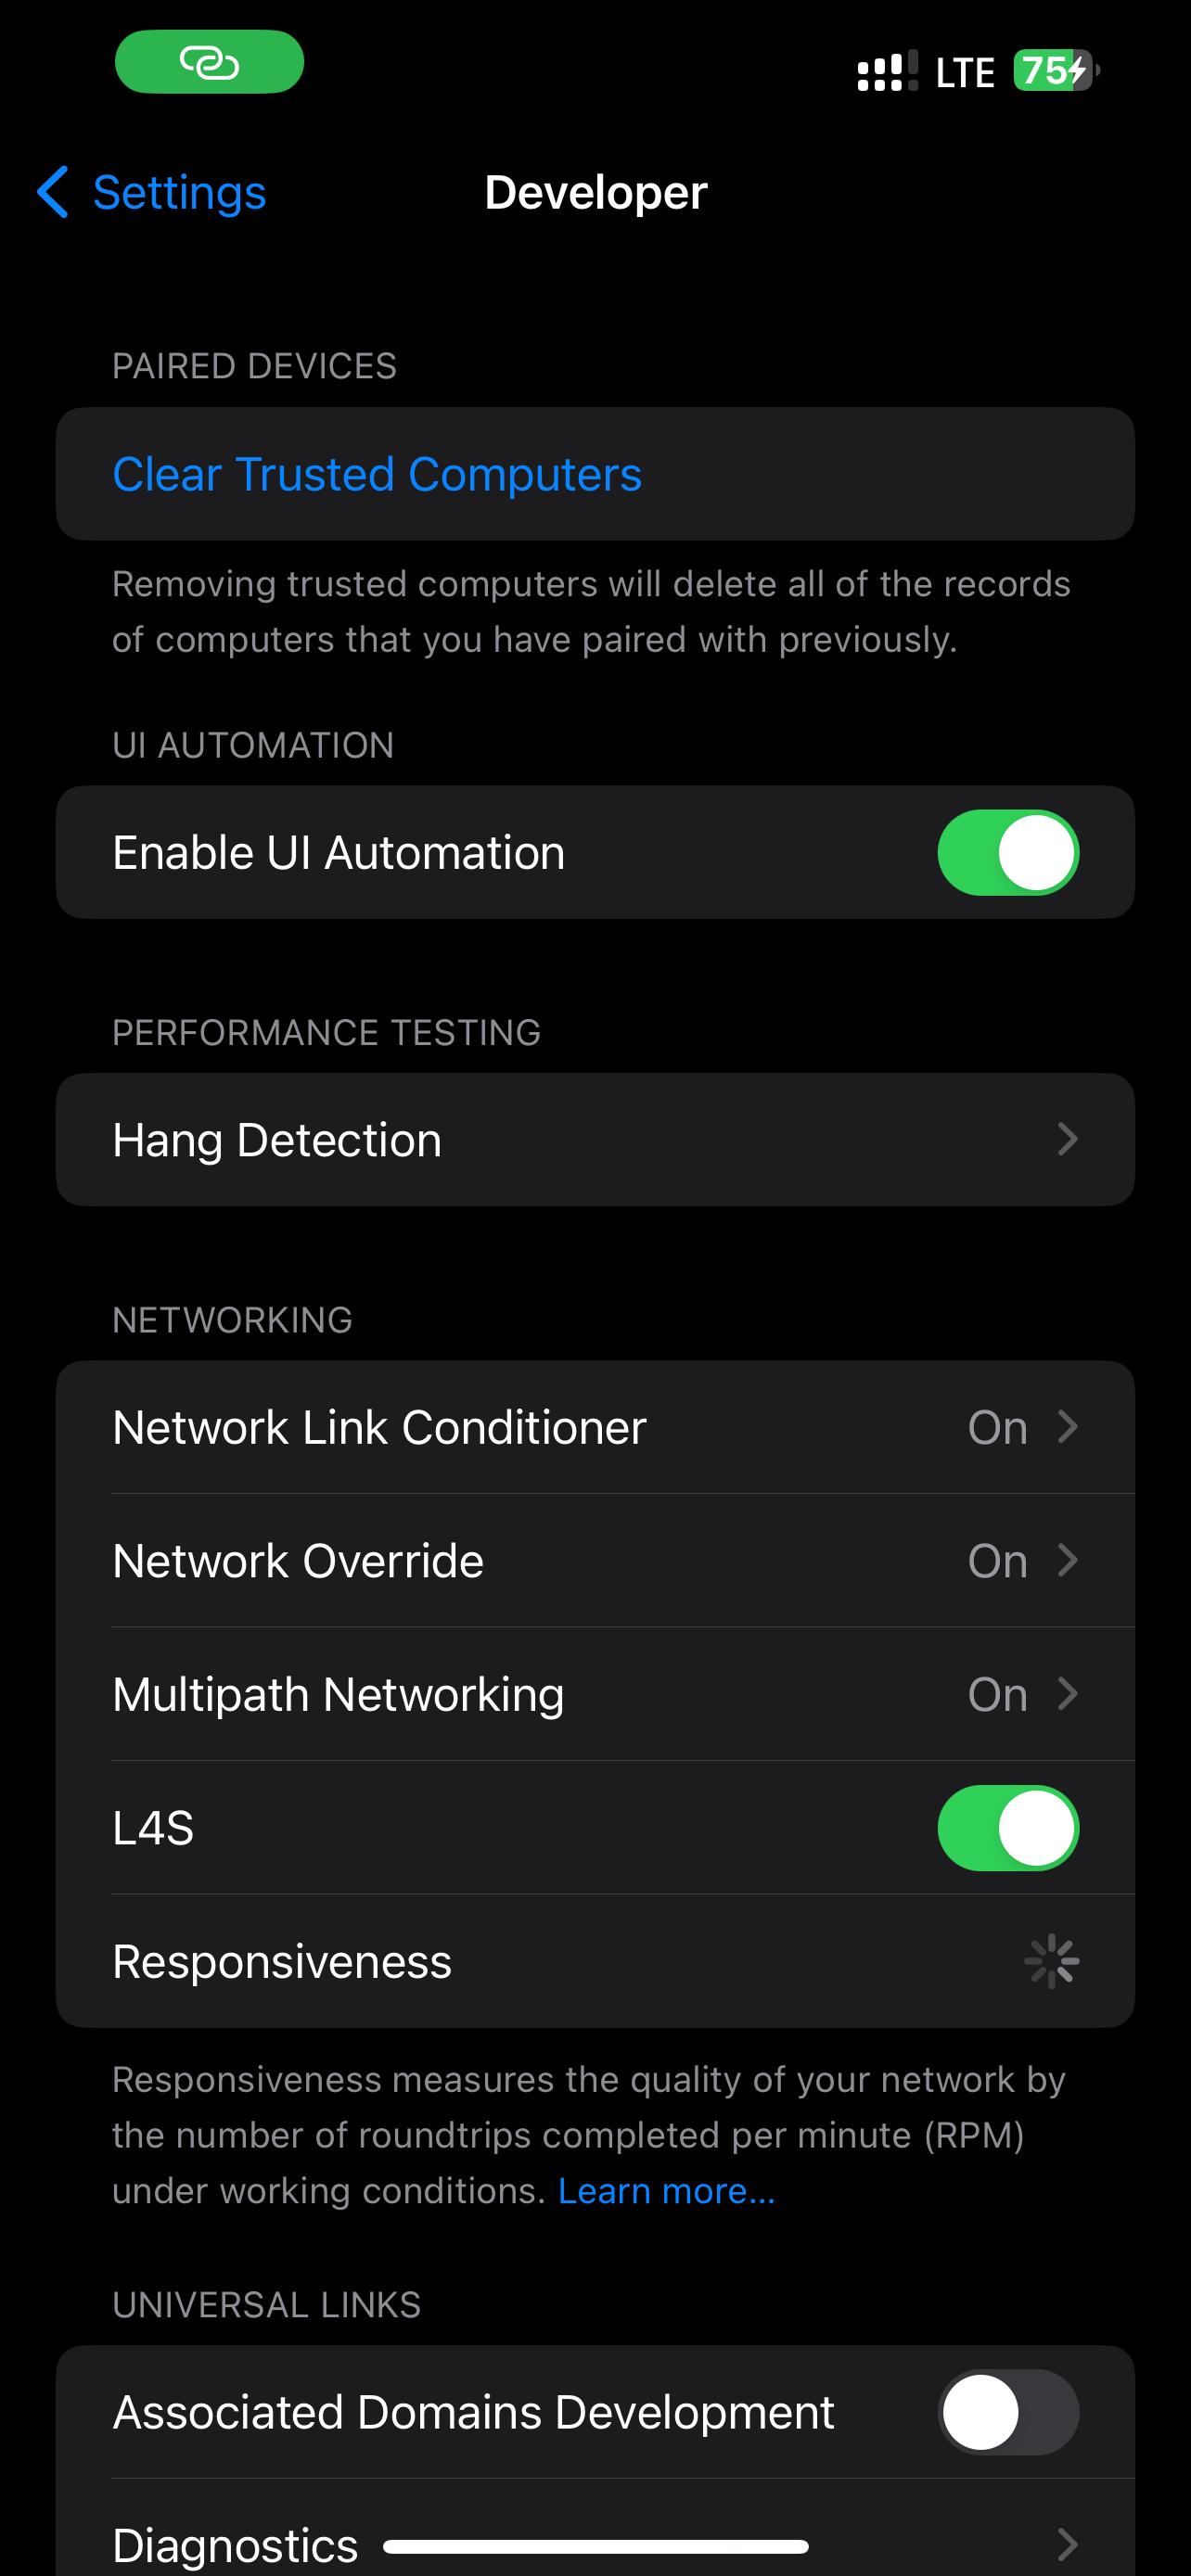 LTE 75
Settings
Developer
PAIRED DEVICES
Clear Trusted Computers
Removing trusted computers will delete all of the records
of computers that you have paired with previously.
UI AUTOMATION
Enable UI Automation
PERFORMANCE TESTING
Hang Detection
NETWORKING
Network Link Conditioner On
Network Override On
Multipath Networking On
L4S
Responsiveness
Responsiveness measures the quality of your network by
the number of roundtrips completed per minute (RPM)
under working conditions. Learn more...
UNIVERSAL LINKS
Associated Domains Development
Diagnostics